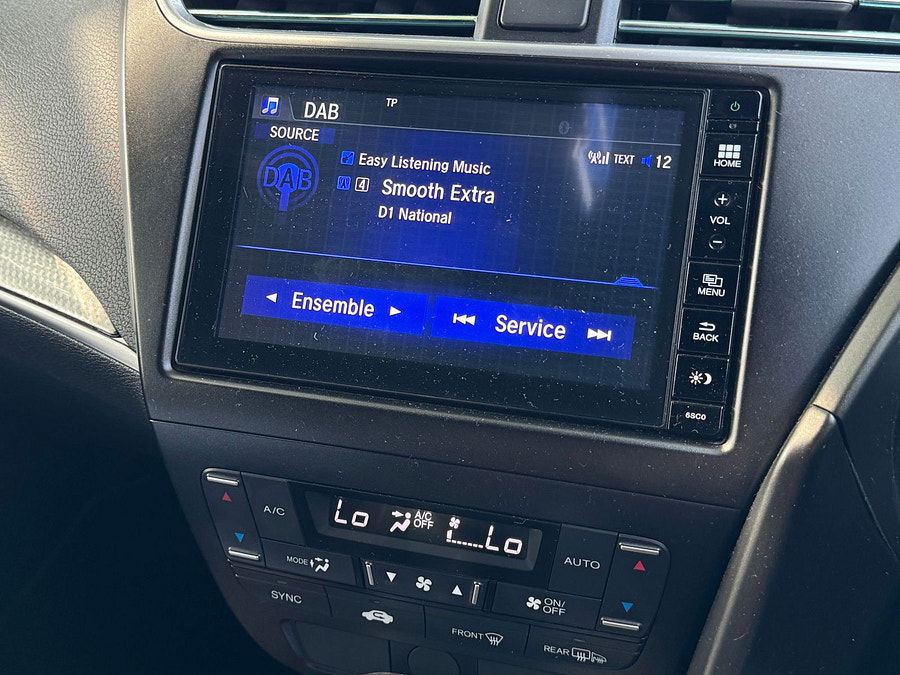 DAB
TP
SOURCE
DAB
Easy Listening Music
TEXT 12
4 Smooth Extra
D1 National
Ensemble
Service
HOME
+
VOL
-
MENU
BACK
6SC0
A/C
Lo A/C OFF Lo
MODE
AUTO
SYNC
ON/OFF
FRONT
REAR